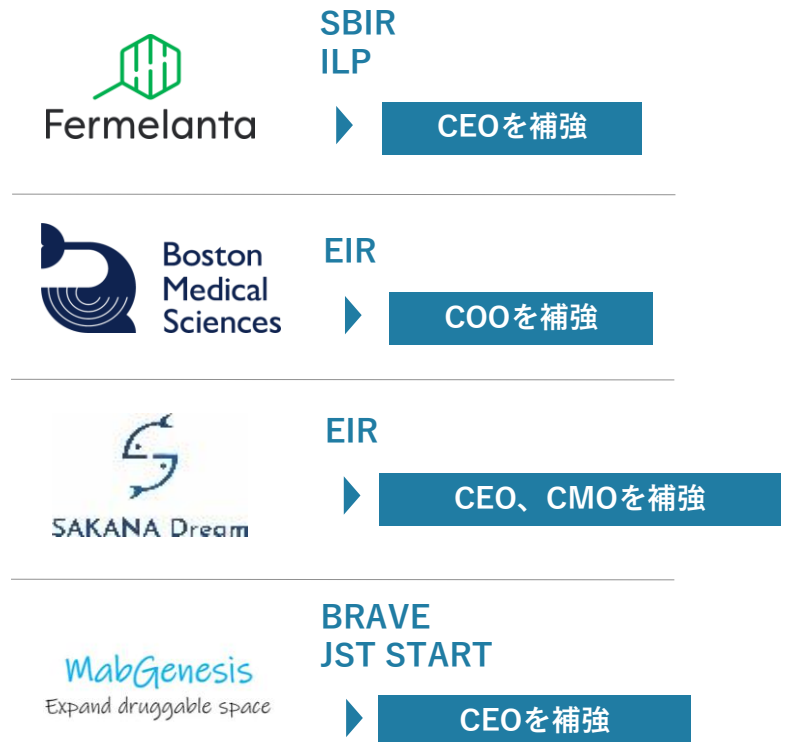 SBIR
ILP
Fermelanta
CEOを補強
Boston
Medical
Sciences
EIR
COOを補強
SAKANA Dream
EIR
CEO、CMOを補強
MabGenesis
Expand druggable space
BRAVE
JST START
CEOを補強